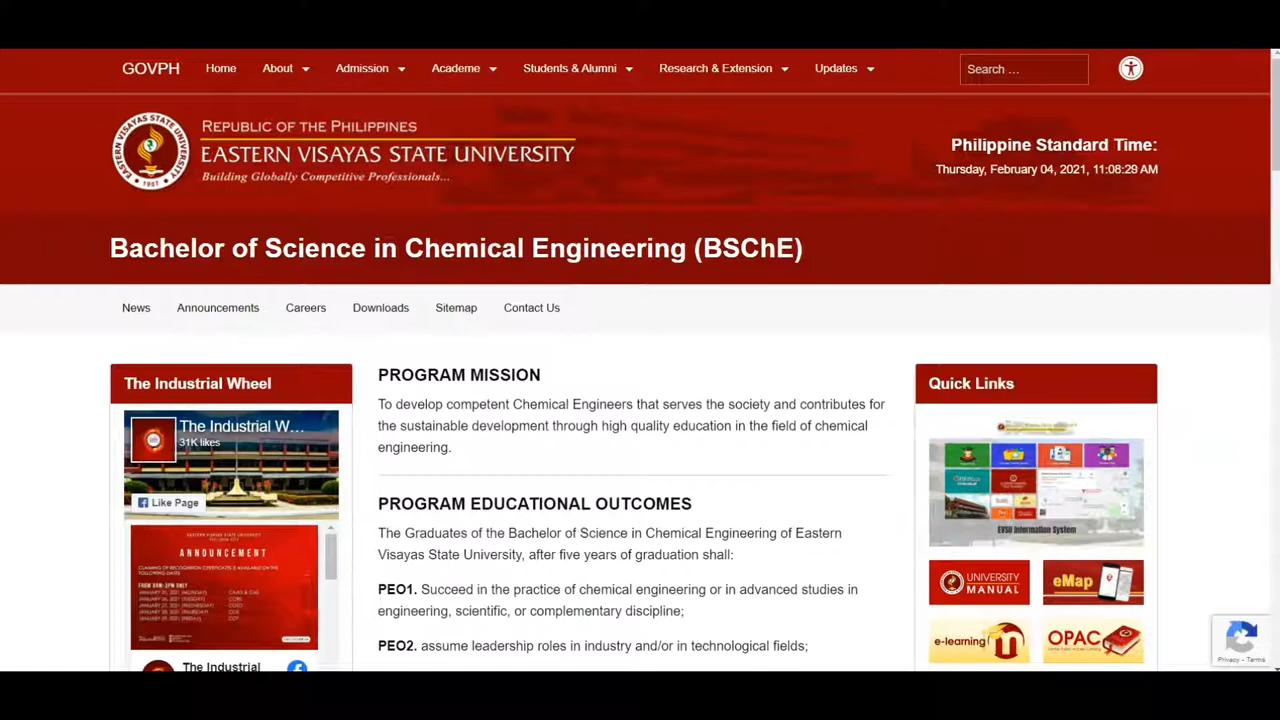 GOVPH Home About Admission Academe Students & Alumni Research & Extension Updates Search …
EASTERN VISAYAS STATE UNIVERSITY
1907
REPUBLIC OF THE PHILIPPINES
EASTERN VISAYAS STATE UNIVERSITY
Building Globally Competitive Professionals...
Philippine Standard Time:
Thursday, February 04, 2021, 11:08:29 AM
Bachelor of Science in Chemical Engineering (BSChE)
News Announcements Careers Downloads Sitemap Contact Us
The Industrial Wheel
The Industrial W…
31K likes
Like Page
ANNOUNCEMENT
The Industrial
PROGRAM MISSION
To develop competent Chemical Engineers that serves the society and contributes for
the sustainable development through high quality education in the field of chemical
engineering.
PROGRAM EDUCATIONAL OUTCOMES
The Graduates of the Bachelor of Science in Chemical Engineering of Eastern
Visayas State University, after five years of graduation shall:
PEO1. Succeed in the practice of chemical engineering or in advanced studies in
engineering, scientific, or complementary discipline;
PEO2. assume leadership roles in industry and/or in technological fields;
Quick Links
EVSU Information System
UNIVERSITY
MANUAL
eMap
e-learning
OPAC
Privacy - Terms